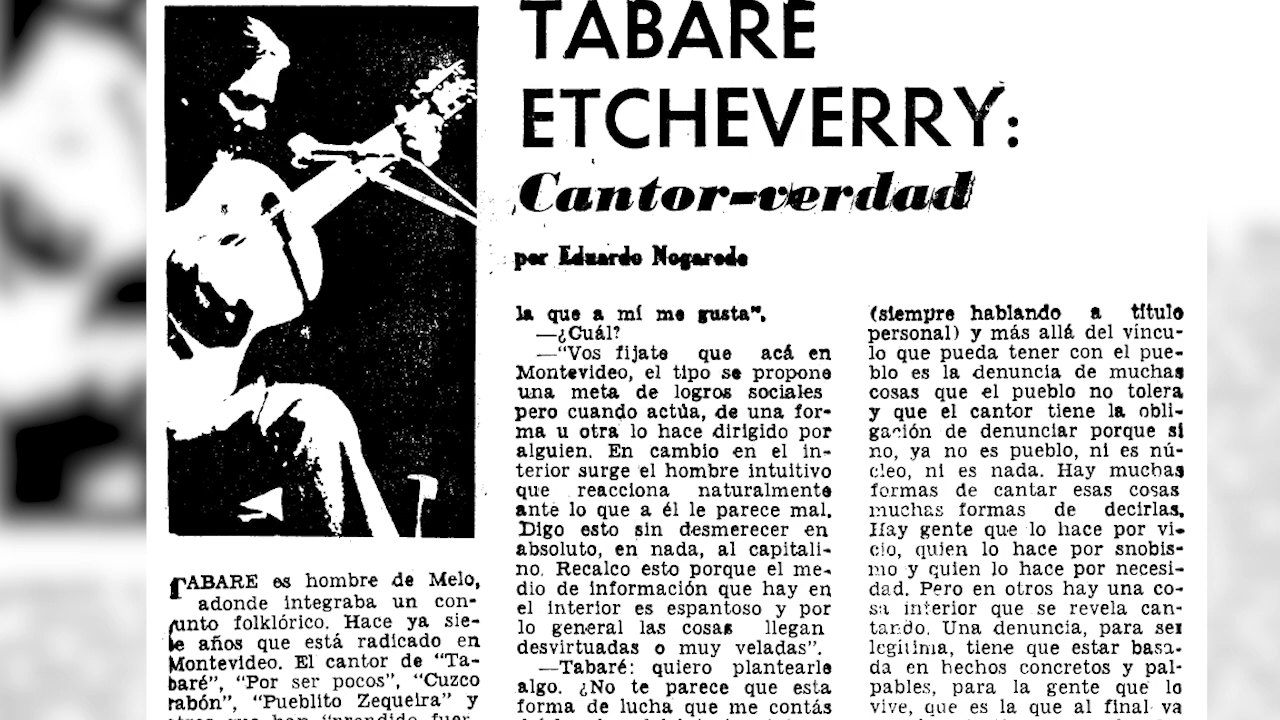 TABARE
ETCHEVERRY:
Cantor-verdad
por Eduardo Nogareda
TABARE es hombre de Melo,
adonde integraba un con-
junto folklórico. Hace ya sie-
te años que está radicado en
Montevideo. El cantor de “Ta-
baré”, “Por ser pocos”, “Cuzco
rabón”, “Pueblito Zequeira” y
la que a mí me gusta”.
—¿Cuál?
—“Vos fijate que acá en
Montevideo, el tipo se propone
una meta de logros sociales
pero cuando actúa, de una for-
ma u otra lo hace dirigido por
alguien. En cambio en el in-
terior surge el hombre intuitivo
que reacciona naturalmente
ante lo que a él le parece mal.
Digo esto sin desmerecer en
absoluto, en nada, al capitali-
no. Recalco esto porque el me-
dio de información que hay en
el interior es espantoso y por
lo general las cosas llegan
desvirtuadas o muy veladas”.
—Tabaré: quiero plantearle
algo. ¿No te parece que esta
forma de lucha que me contás
(siempre hablando a título
personal) y más allá del víncu-
lo que pueda tener con el pue-
blo es la denuncia de muchas
cosas que el pueblo no tolera
y que el cantor tiene la obli-
gación de denunciar porque si
no, ya no es pueblo, ni es nú-
cleo, ni es nada. Hay muchas
formas de cantar esas cosas
muchas formas de decirlas.
Hay gente que lo hace por vi-
cio, quien lo hace por snobis-
mo y quien lo hace por necesi-
dad. Pero en otros hay una co-
sa interior que se revela can-
tando. Una denuncia, para ser
legítima, tiene que estar basa-
da en hechos concretos y pal-
pables, para la gente que lo
vive, que es la que al final va